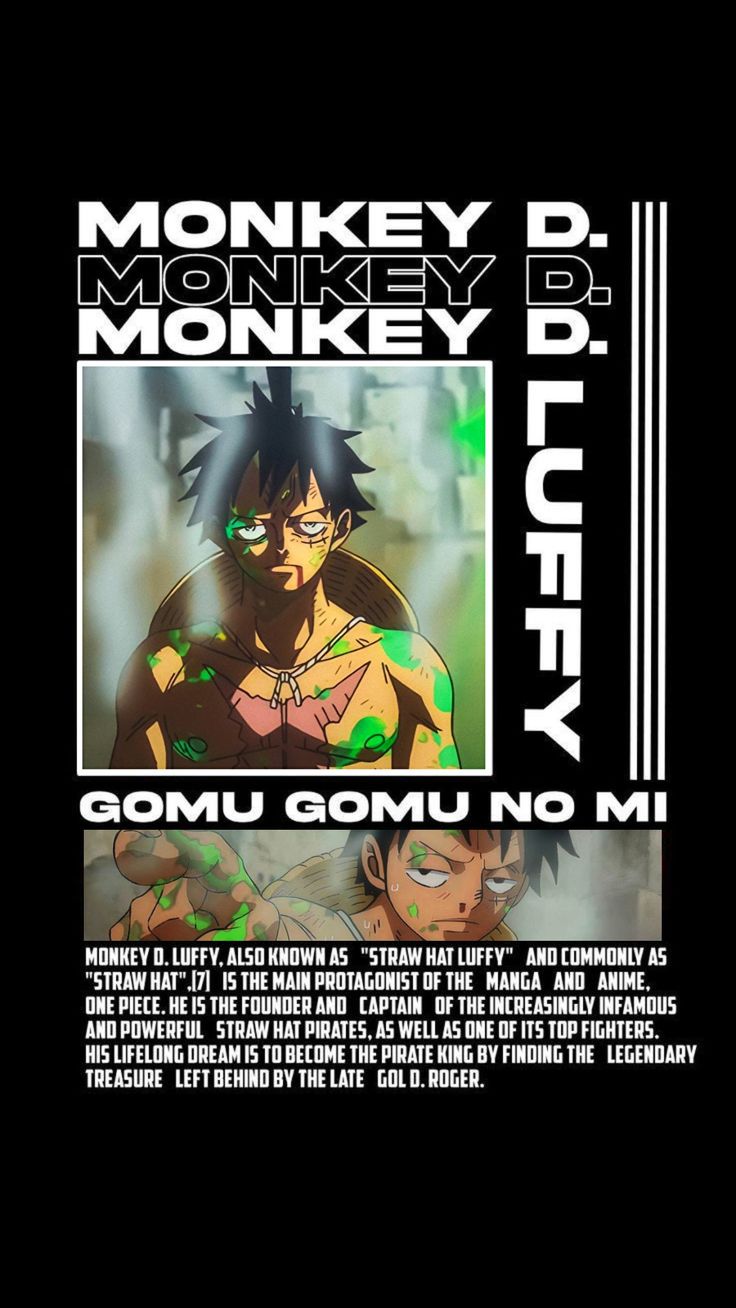 MONKEY D.
MONKEY D.
MONKEY D.
LUFFY
GOMU GOMU NO MI
MONKEY D. LUFFY, ALSO KNOWN AS "STRAW HAT LUFFY" AND COMMONLY AS
"STRAW HAT",[7] IS THE MAIN PROTAGONIST OF THE MANGA AND ANIME,
ONE PIECE. HE IS THE FOUNDER AND CAPTAIN OF THE INCREASINGLY INFAMOUS
AND POWERFUL STRAW HAT PIRATES, AS WELL AS ONE OF ITS TOP FIGHTERS.
HIS LIFELONG DREAM IS TO BECOME THE PIRATE KING BY FINDING THE LEGENDARY
TREASURE LEFT BEHIND BY THE LATE GOL D. ROGER.